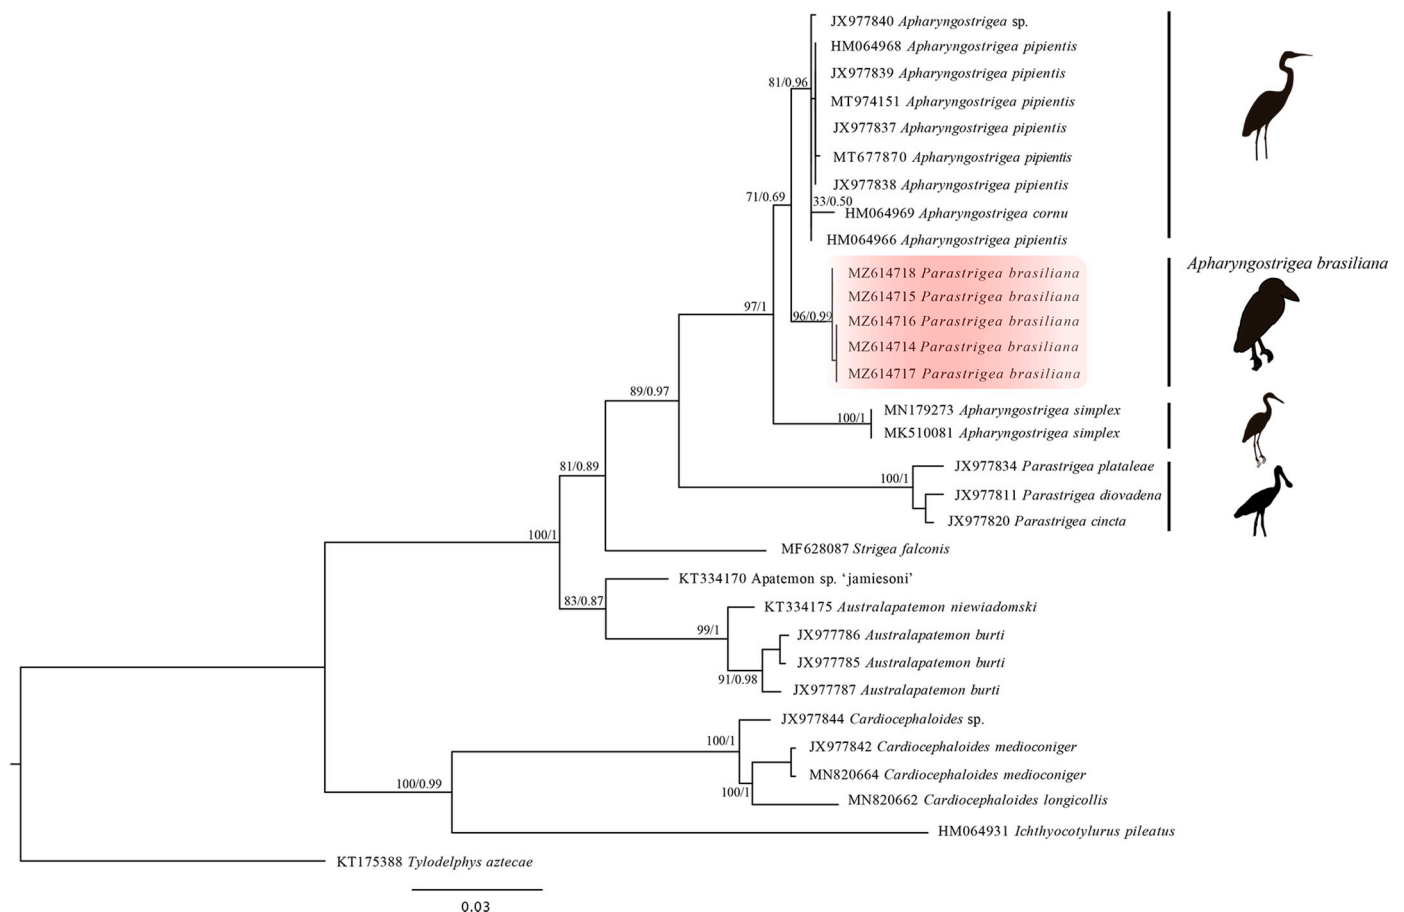 JX977840 Apharyngostrigea sp.
HM064968 Apharyngostrigea pipientis
JX977839 Apharyngostrigea pipientis
81/0.96
MT974151 Apharyngostrigea pipientis
JX977837 Apharyngostrigea pipientis
MT677870 Apharyngostrigea pipientis
JX977838 Apharyngostrigea pipientis
71/0.69
33/0.50
HM064969 Apharyngostrigea cornu
HM064966 Apharyngostrigea pipientis
Apharyngostrigea brasiliana
MZ614718 Parastrigea brasiliana
MZ614715 Parastrigea brasiliana
97/1
96/0.99
MZ614716 Parastrigea brasiliana
MZ614714 Parastrigea brasiliana
MZ614717 Parastrigea brasiliana
89/0.97
MN179273 Apharyngostrigea simplex
100/1
MK510081 Apharyngostrigea simplex
81/0.89
JX977834 Parastrigea plataleae
100/1
JX977811 Parastrigea diovadena
JX977820 Parastrigea cincta
100/1
MF628087 Strigea falconis
KT334170 Apatemon sp. ‘jamiesoni’
83/0.87
KT334175 Australapatemon niewiadomski
99/1
JX977786 Australapatemon burti
JX977785 Australapatemon burti
91/0.98
JX977787 Australapatemon burti
JX977844 Cardiocephaloides sp.
100/1
JX977842 Cardiocephaloides medioconiger
MN820664 Cardiocephaloides medioconiger
100/0.99
100/1
MN820662 Cardiocephaloides longicollis
HM064931 Ichthyocotylurus pileatus
KT175388 Tylodelphys aztecae
0.03